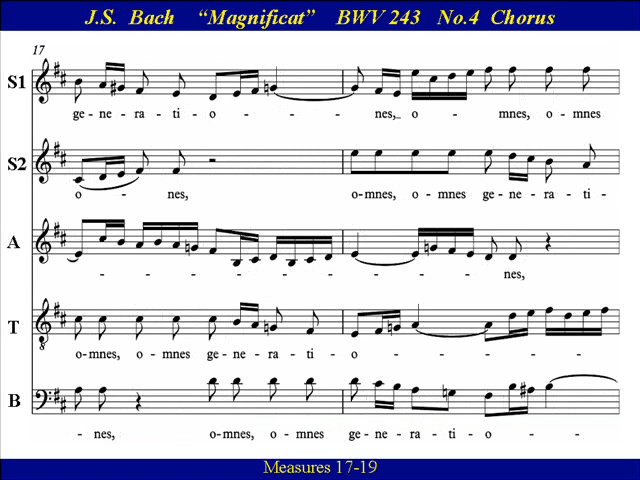 J.S. Bach “Magnificat” BWV 243 No.4 Chorus
17
S1
ge - ne - ra - ti - o - - - nes,_ o - - mnes, o - mnes
S2
o - nes, o-mnes, o - mnes ge - ne - ra - ti -
A
- - - - - - - - - - - - nes,
T
8
o-mnes, o - mnes ge - ne - ra - ti - o - - - - -
B
- nes, o-mnes, o - mnes ge - ne - ra - ti - o - -
Measures 17-19